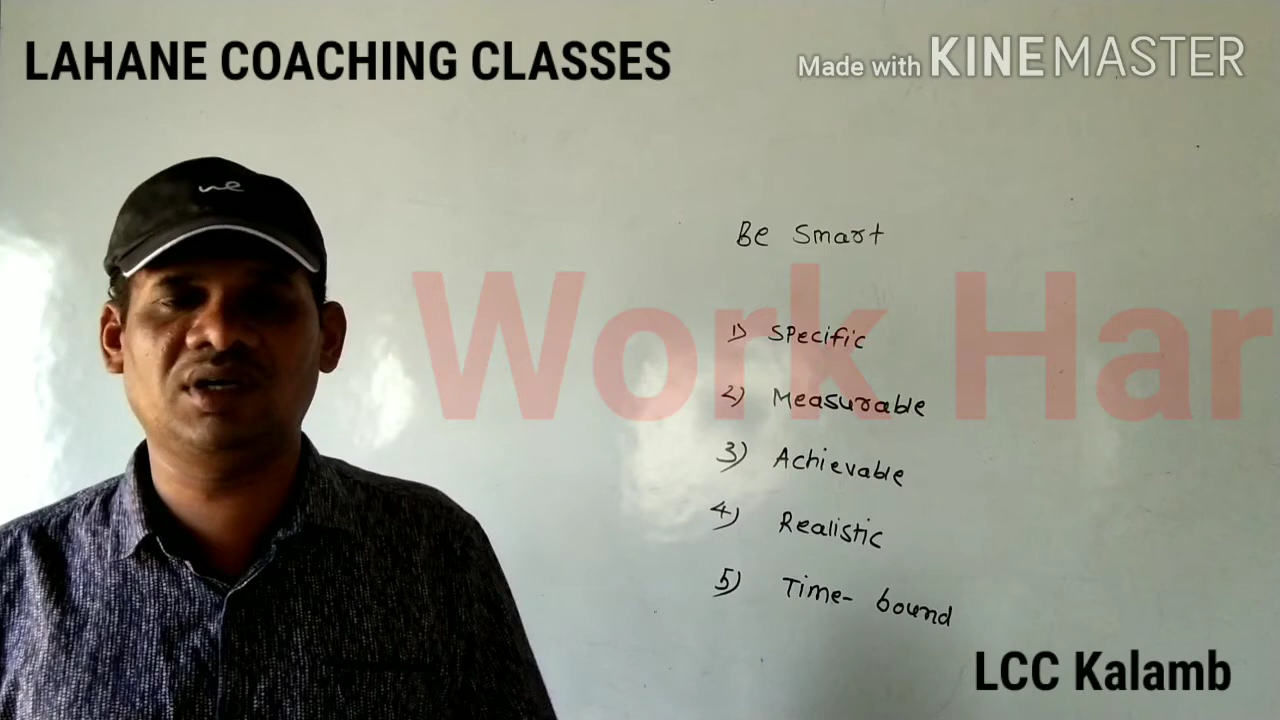 LAHANE COACHING CLASSES
Made with KINEMASTER
Be Smart
Work Har
1) Specific
2) Measurable
3) Achievable
4) Realistic
5) Time-bound
LCC Kalamb